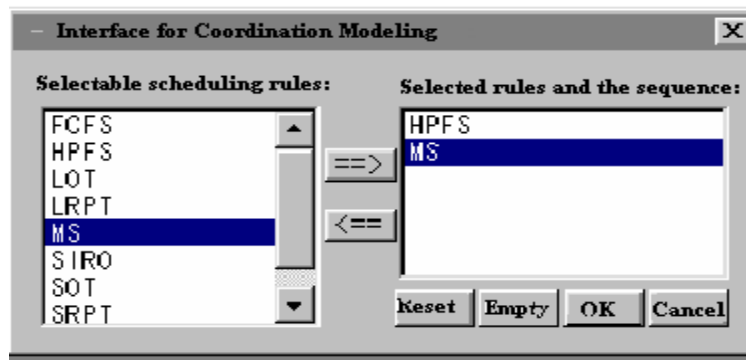 Interface for Coordination Modeling
Selectable scheduling rules:
FCFS
HPFS
LOT
LRPT
MS
SIRO
SOT
SRPT
==>
<==
Selected rules and the sequence:
HPFS
MS
Reset Empty OK Cancel